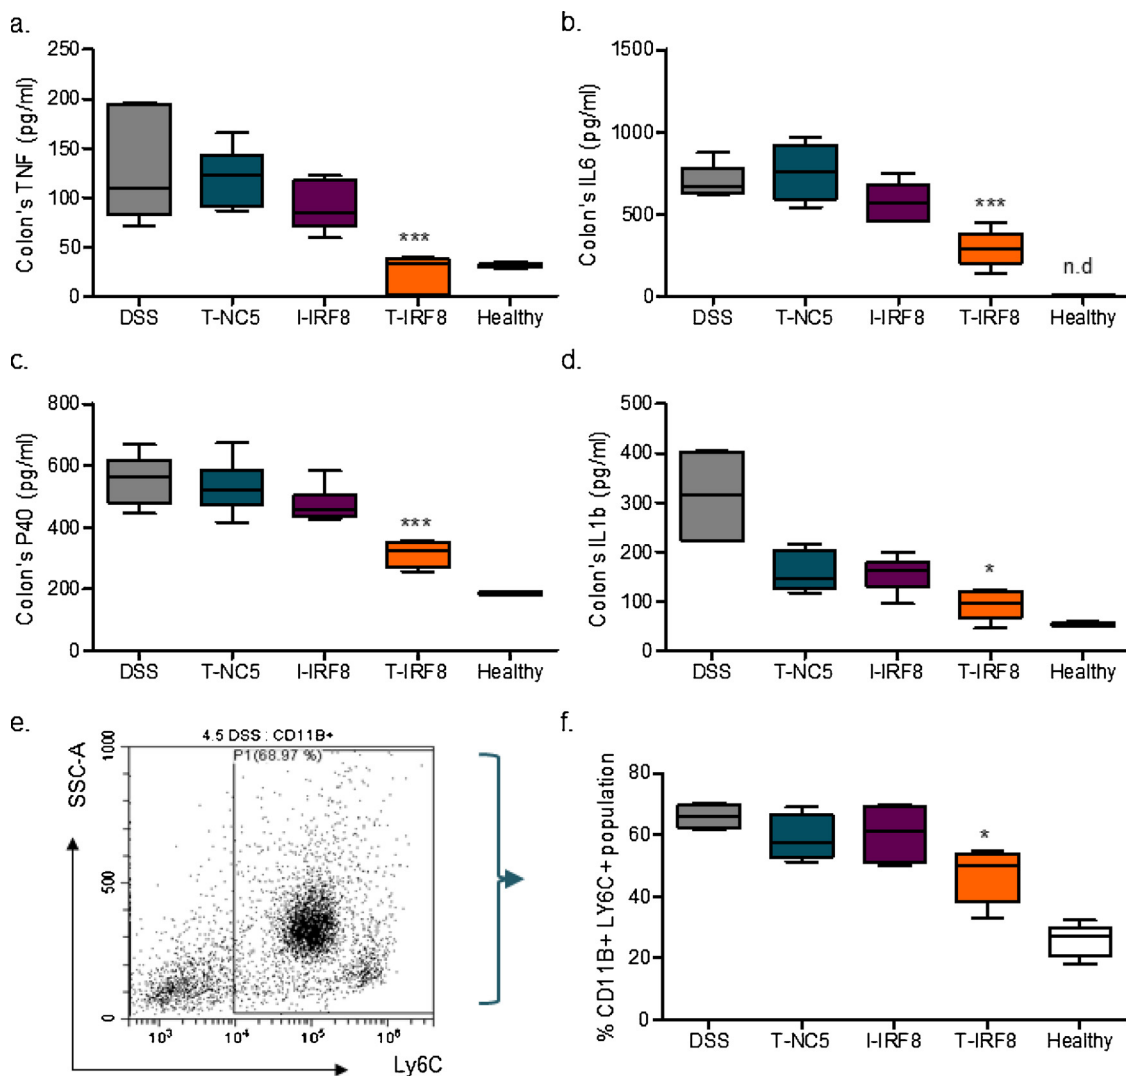 a.
Colon's TNF (pg/ml)
250
200
150
100
50
0
***
DSS T-NC5 I-IRF8 T-IRF8 Healthy
b.
Colon's IL6 (pg/ml)
1500
1000
500
0
***
n.d
DSS T-NC5 I-IRF8 T-IRF8 Healthy
c.
Colon's P40 (pg/ml)
800
600
400
200
0
***
DSS T-NC5 I-IRF8 T-IRF8 Healthy
d.
Colon's IL1b (pg/ml)
500
400
300
200
100
0
*
DSS T-NC5 I-IRF8 T-IRF8 Healthy
e.
4.5 DSS : CD11B+
P1(68.97 %)
SSC-A
1000
500
0
10³ 10⁴ 10⁵ 10⁶
Ly6C
f.
% CD11B+ LY6C+ population
80
60
40
20
0
*
DSS T-NC5 I-IRF8 T-IRF8 Healthy